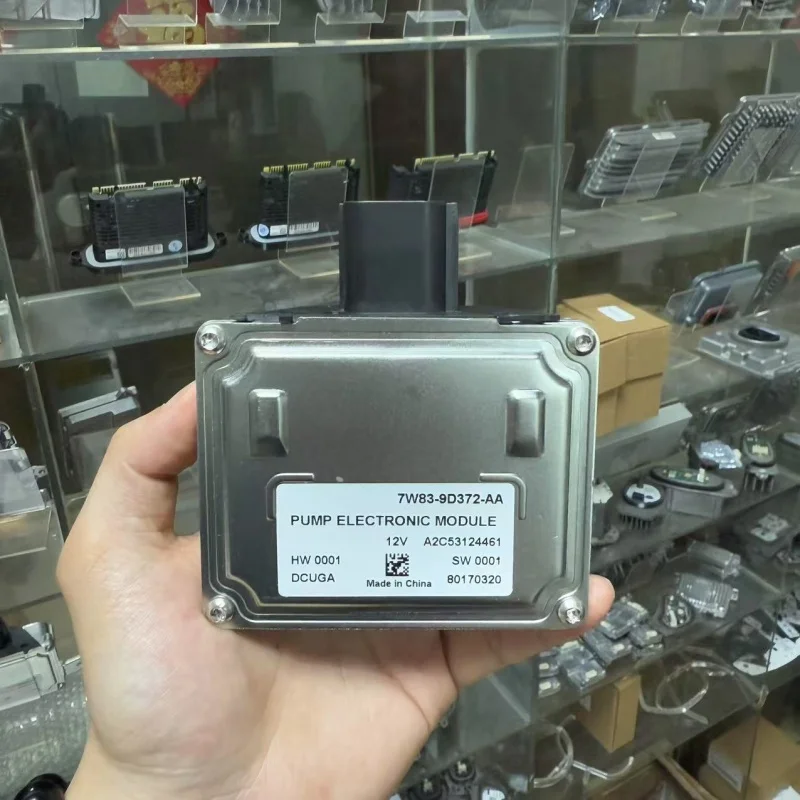 7W83-9D372-AA
PUMP ELECTRONIC MODULE
12V A2C53124461
HW 0001 SW 0001
DCUGA Made in China 80170320